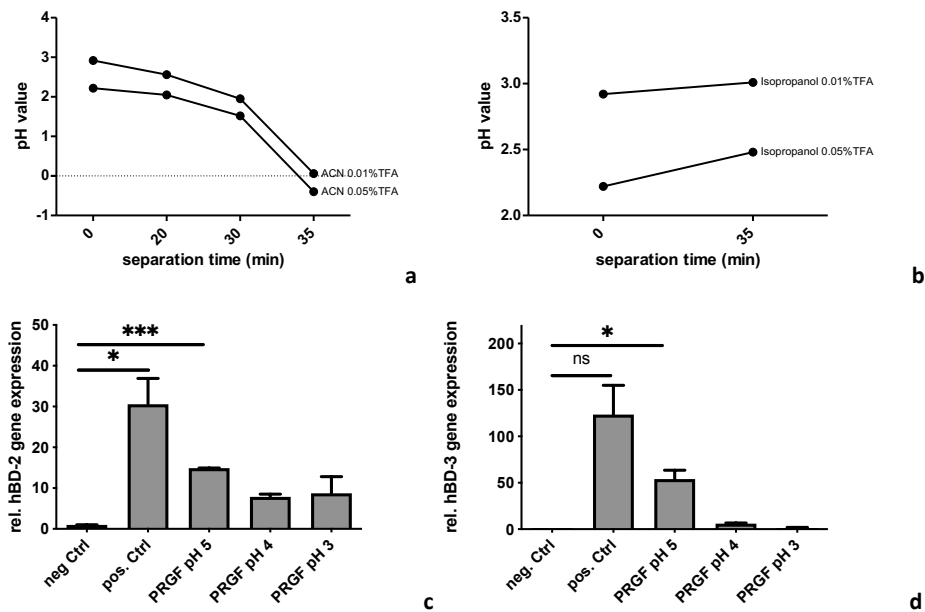 4
3
2
1
0
-1
pH value
ACN 0.01%TFA
ACN 0.05%TFA
0
20
30
35
separation time (min)
a
3.5
3.0
2.5
2.0
pH value
Isopropanol 0.01%TFA
Isopropanol 0.05%TFA
0
35
separation time (min)
b
50
40
30
20
10
0
rel. hBD-2 gene expression
***
*
neg Ctrl
pos. Ctrl
PRGF pH 5
PRGF pH 4
PRGF pH 3
c
200
150
100
50
0
rel. hBD-3 gene expression
*
ns
neg. Ctrl
pos. Ctrl
PRGF pH 5
PRGF pH 4
PRGF pH 3
d